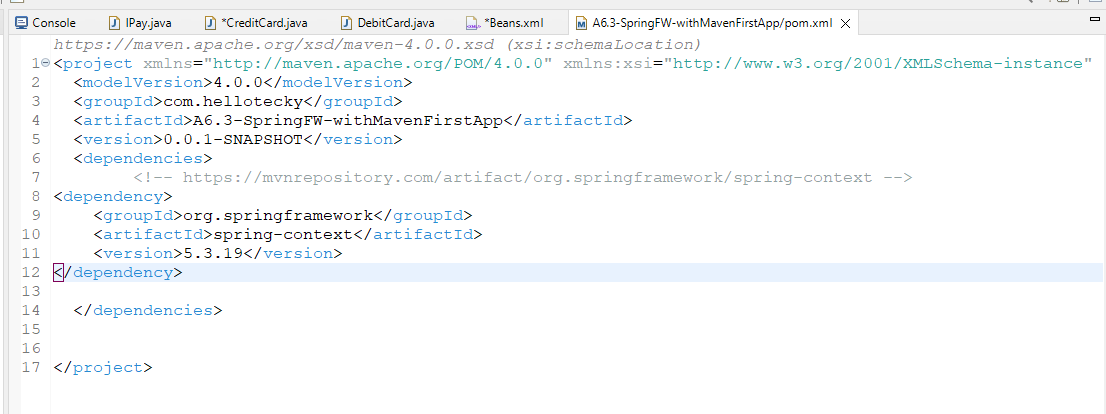 Console IPay.java *CreditCard.java DebitCard.java *Beans.xml A6.3-SpringFW-withMavenFirstApp/pom.xml
https://maven.apache.org/xsd/maven-4.0.0.xsd (xsi:schemaLocation)
1 <project xmlns="http://maven.apache.org/POM/4.0.0" xmlns:xsi="http://www.w3.org/2001/XMLSchema-instance"
2 <modelVersion>4.0.0</modelVersion>
3 <groupId>com.hellotecky</groupId>
4 <artifactId>A6.3-SpringFW-withMavenFirstApp</artifactId>
5 <version>0.0.1-SNAPSHOT</version>
6 <dependencies>
7 <!-- https://mvnrepository.com/artifact/org.springframework/spring-context -->
8 <dependency>
9 <groupId>org.springframework</groupId>
10 <artifactId>spring-context</artifactId>
11 <version>5.3.19</version>
12 </dependency>
13
14 </dependencies>
15
16
17 </project>